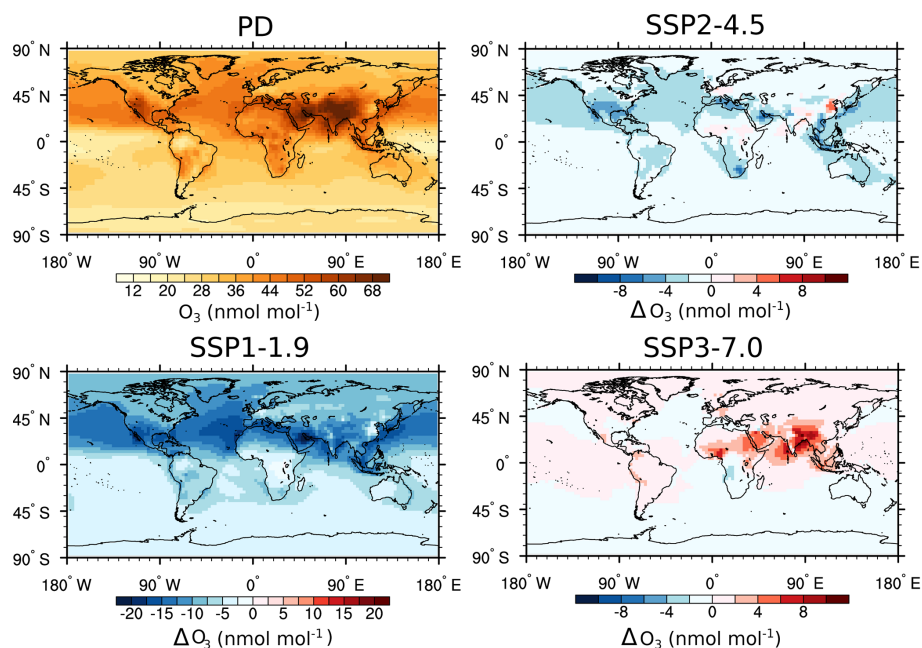 PD
90° N
45° N
0°
45° S
90° S
180° W
90° W
0°
90° E
180° E
12 20 28 36 44 52 60 68
O₃ (nmol mol⁻¹)
SSP2-4.5
90° N
45° N
0°
45° S
90° S
180° W
90° W
0°
90° E
180° E
-8 -4 0 4 8
Δ O₃ (nmol mol⁻¹)
SSP1-1.9
90° N
45° N
0°
45° S
90° S
180° W
90° W
0°
90° E
180° E
-20 -15 -10 -5 0 5 10 15 20
Δ O₃ (nmol mol⁻¹)
SSP3-7.0
90° N
45° N
0°
45° S
90° S
180° W
90° W
0°
90° E
180° E
-8 -4 0 4 8
Δ O₃ (nmol mol⁻¹)